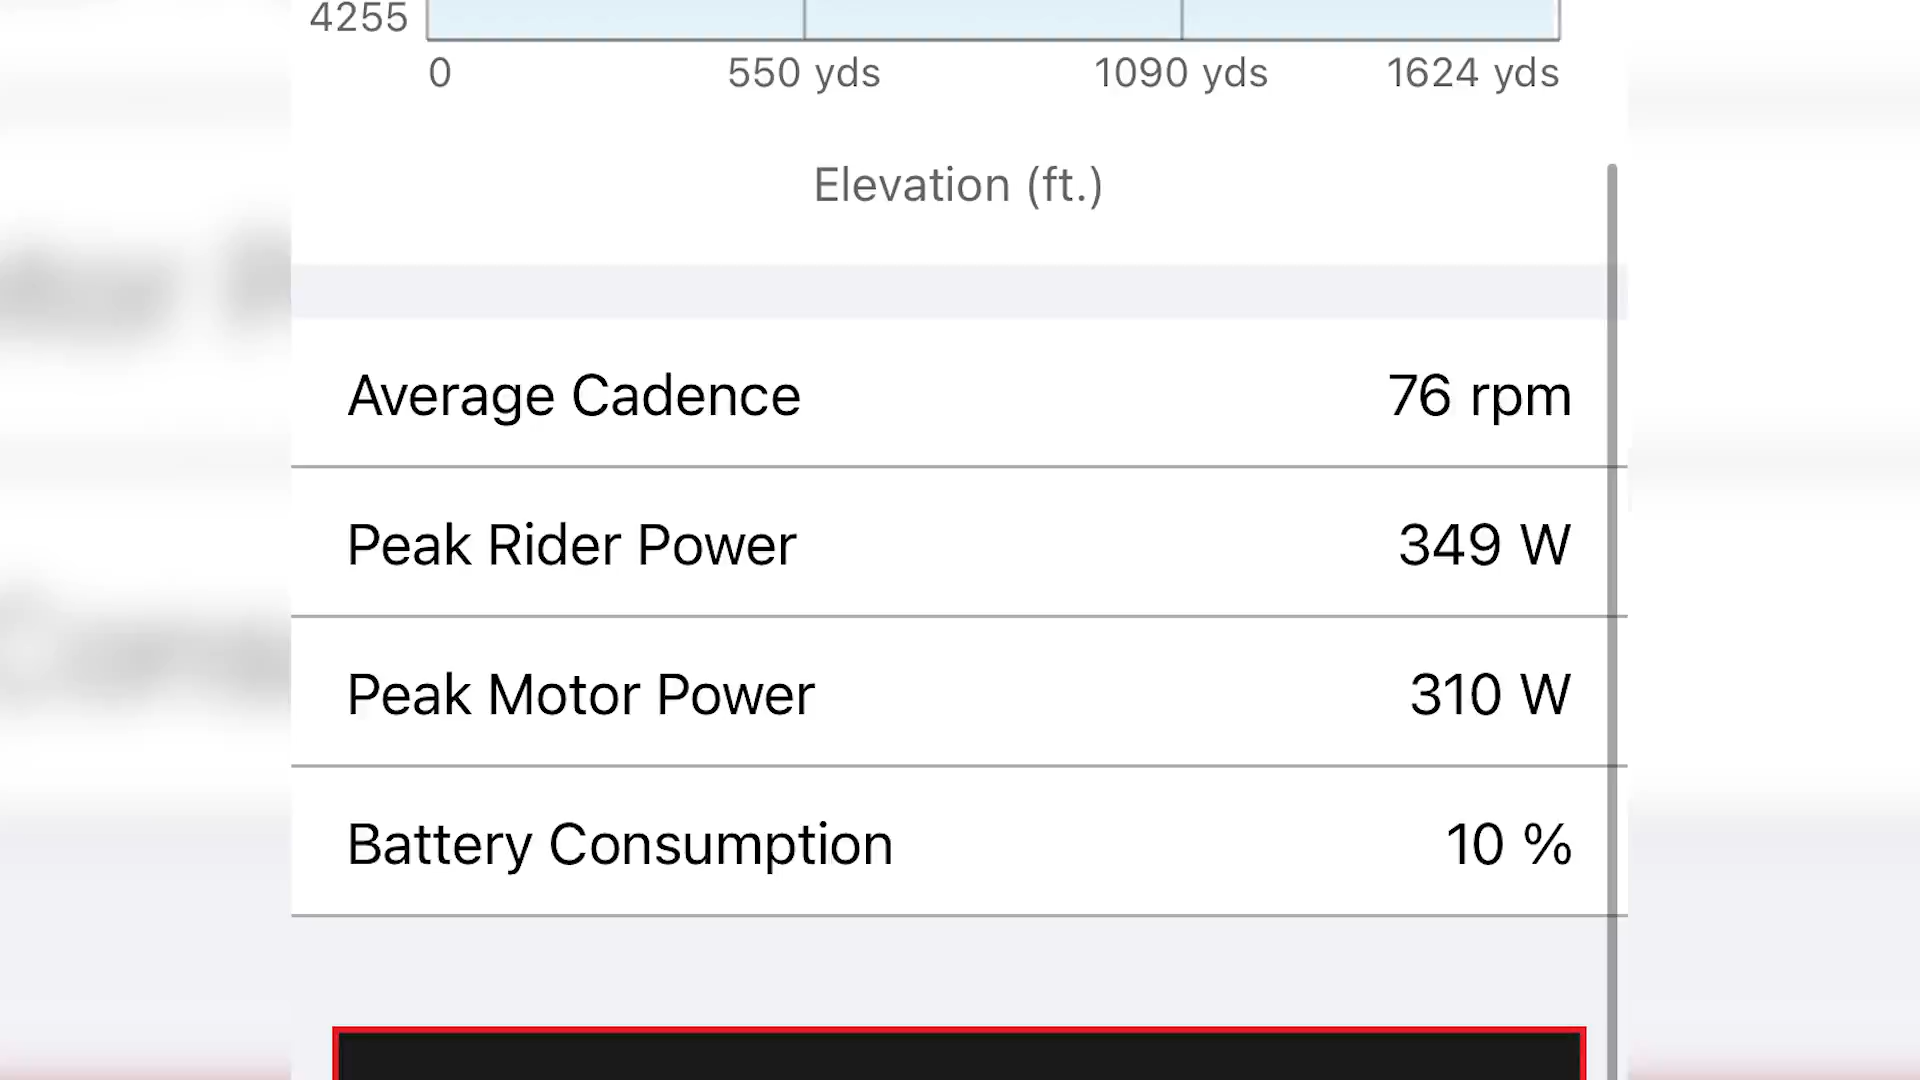 4255
0 550 yds 1090 yds 1624 yds
Elevation (ft.)
Average Cadence 76 rpm
Peak Rider Power 349 W
Peak Motor Power 310 W
Battery Consumption 10 %